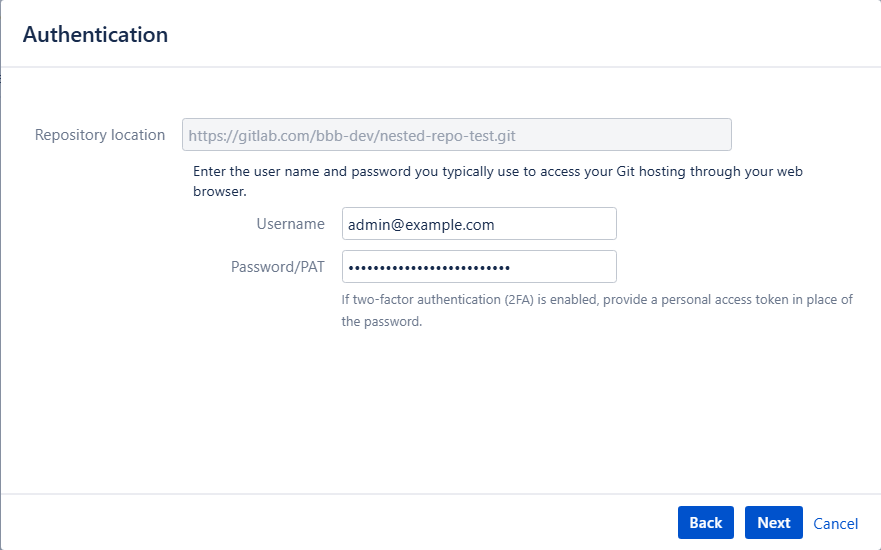 Authentication
Repository location https://gitlab.com/bbb-dev/nested-repo-test.git
Enter the user name and password you typically use to access your Git hosting through your web
browser.
Username admin@example.com
Password/PAT ••••••••••••••••••••••••••
If two-factor authentication (2FA) is enabled, provide a personal access token in place of
the password.
Back Next Cancel